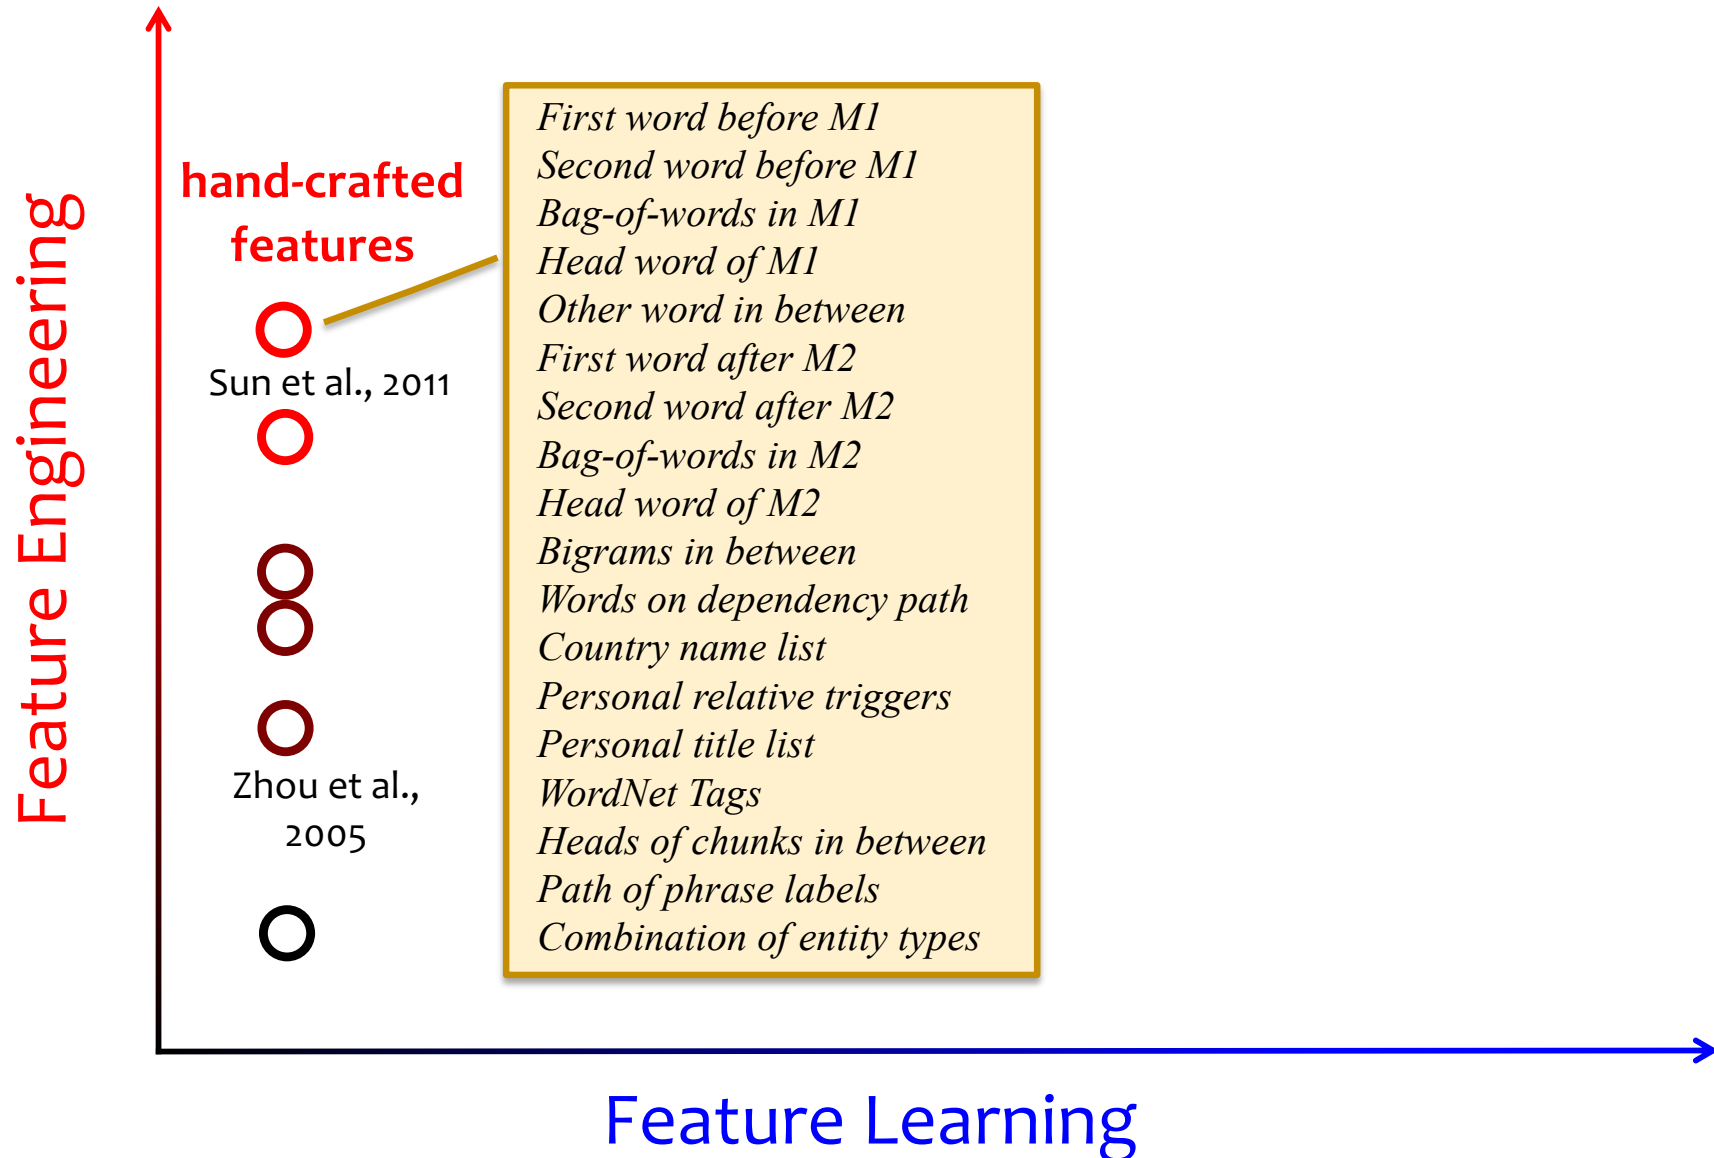 Feature Engineering
hand-crafted
features
Sun et al., 2011
Zhou et al.,
2005
First word before M1
Second word before M1
Bag-of-words in M1
Head word of M1
Other word in between
First word after M2
Second word after M2
Bag-of-words in M2
Head word of M2
Bigrams in between
Words on dependency path
Country name list
Personal relative triggers
Personal title list
WordNet Tags
Heads of chunks in between
Path of phrase labels
Combination of entity types
Feature Learning